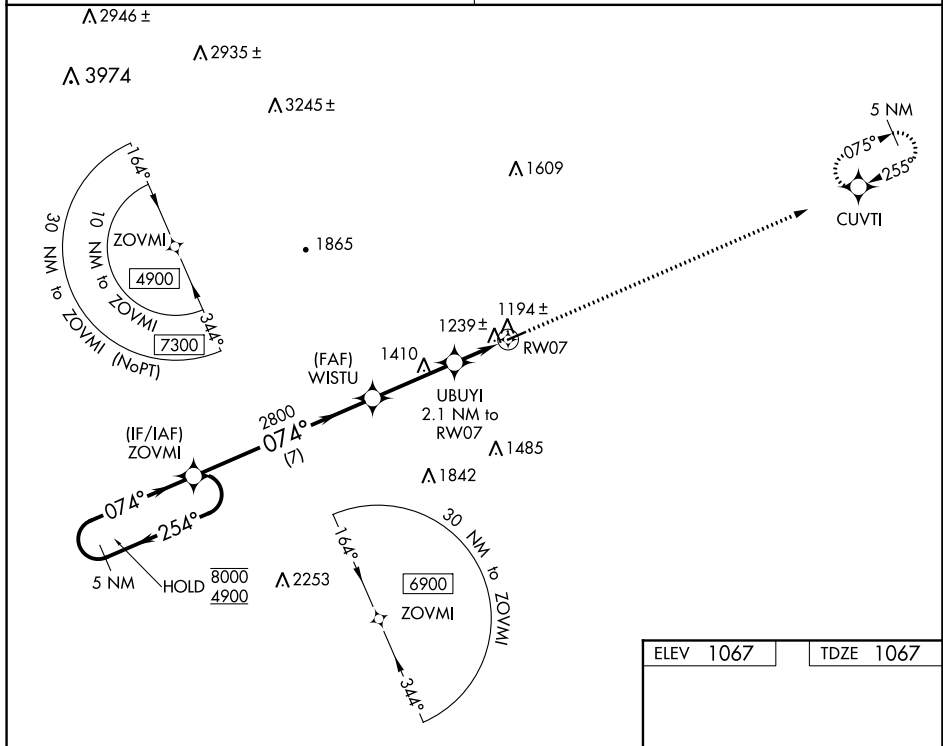 2946 ±
2935 ±
3974
3245 ±
5 NM
075°
255°
CUVTI
1609
164°
ZOVMI
4900
10 NM to ZOVMI
7300
344°
30 NM to ZOVMI (NoPT)
1865
1194 ±
1239 ±
RW07
(FAF)
WISTU
1410
UBUYI
2.1 NM to
RW07
2800
074°
(7)
(IF/IAF)
ZOVMI
1485
1842
074°
254°
5 NM
HOLD
8000
4900
2253
164°
30 NM to ZOVMI
6900
ZOVMI
344°
ELEV 1067
TDZE 1067